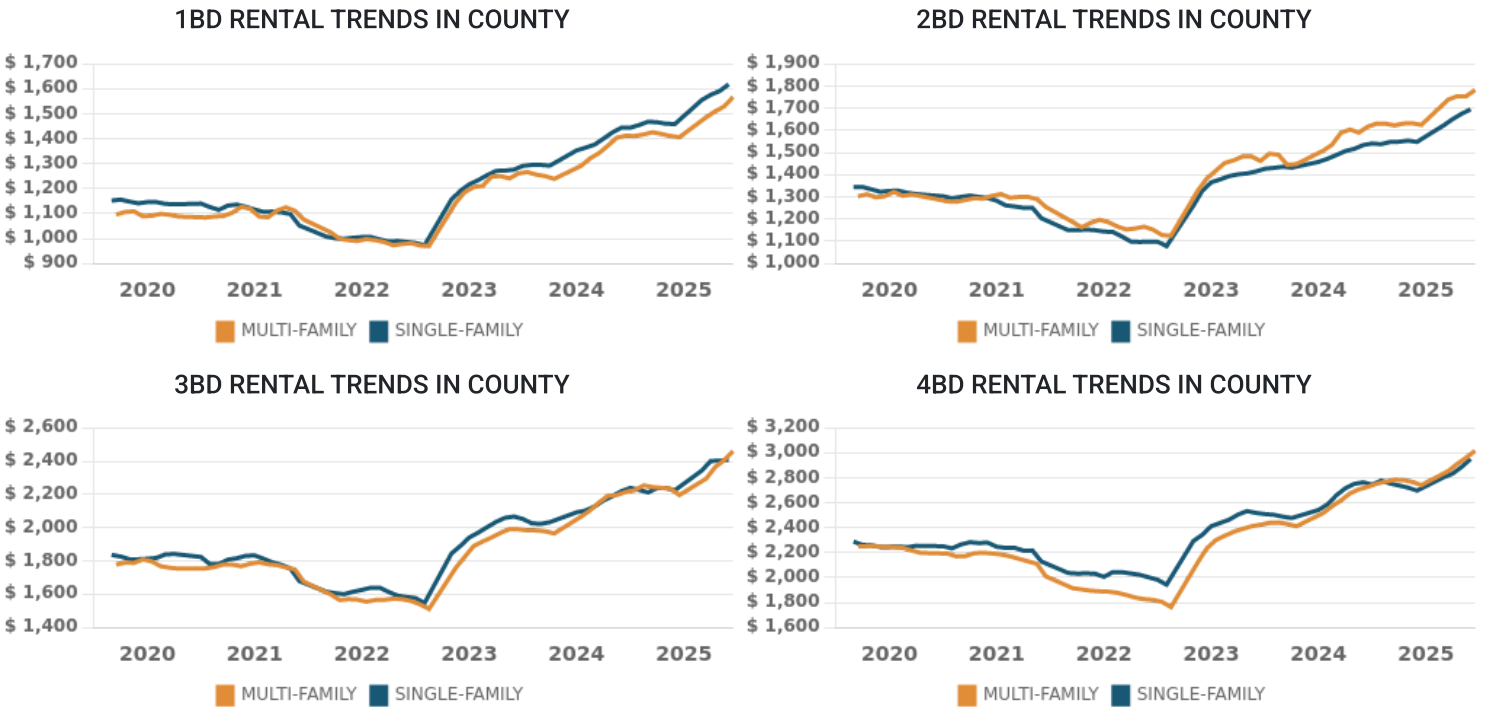 1BD RENTAL TRENDS IN COUNTY
$ 1,700
$ 1,600
$ 1,500
$ 1,400
$ 1,300
$ 1,200
$ 1,100
$ 1,000
$ 900
2020 2021 2022 2023 2024 2025
MULTI-FAMILY SINGLE-FAMILY
2BD RENTAL TRENDS IN COUNTY
$ 1,900
$ 1,800
$ 1,700
$ 1,600
$ 1,500
$ 1,400
$ 1,300
$ 1,200
$ 1,100
$ 1,000
2020 2021 2022 2023 2024 2025
MULTI-FAMILY SINGLE-FAMILY
3BD RENTAL TRENDS IN COUNTY
$ 2,600
$ 2,400
$ 2,200
$ 2,000
$ 1,800
$ 1,600
$ 1,400
2020 2021 2022 2023 2024 2025
MULTI-FAMILY SINGLE-FAMILY
4BD RENTAL TRENDS IN COUNTY
$ 3,200
$ 3,000
$ 2,800
$ 2,600
$ 2,400
$ 2,200
$ 2,000
$ 1,800
$ 1,600
2020 2021 2022 2023 2024 2025
MULTI-FAMILY SINGLE-FAMILY